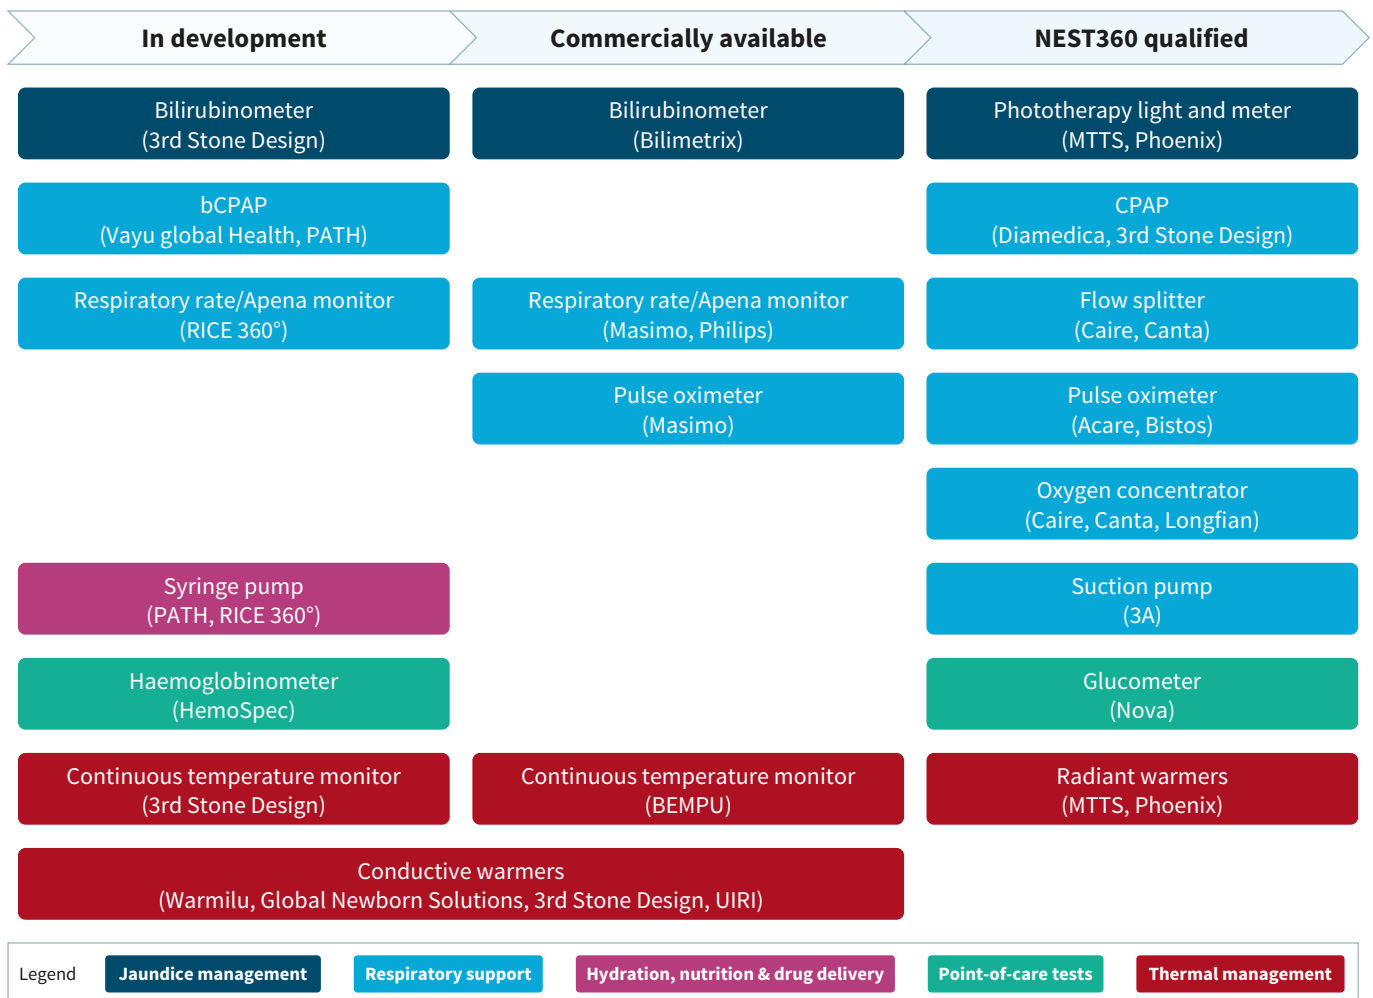 In development
Commercially available
NEST360 qualified
Bilirubinometer
(3rd Stone Design)
Bilirubinometer
(Bilimetrix)
Phototherapy light and meter
(MTTS, Phoenix)
bCPAP
(Vayu global Health, PATH)
CPAP
(Diamedica, 3rd Stone Design)
Respiratory rate/Apena monitor
(RICE 360°)
Respiratory rate/Apena monitor
(Masimo, Philips)
Flow splitter
(Caire, Canta)
Pulse oximeter
(Masimo)
Pulse oximeter
(Acare, Bistos)
Oxygen concentrator
(Caire, Canta, Longfian)
Syringe pump
(PATH, RICE 360°)
Suction pump
(3A)
Haemoglobinometer
(HemoSpec)
Glucometer
(Nova)
Continuous temperature monitor
(3rd Stone Design)
Continuous temperature monitor
(BEMPU)
Radiant warmers
(MTTS, Phoenix)
Conductive warmers
(Warmilu, Global Newborn Solutions, 3rd Stone Design, UIRI)
Legend
Jaundice management
Respiratory support
Hydration, nutrition & drug delivery
Point-of-care tests
Thermal management